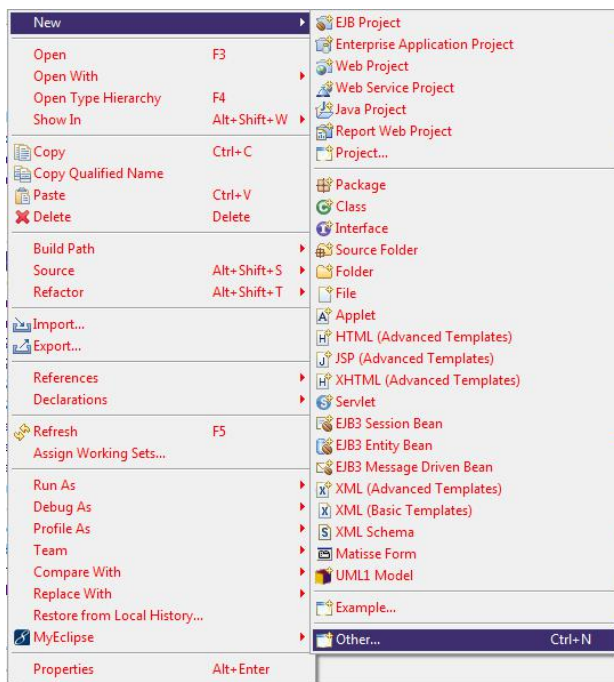 New
Open F3
Open With
Open Type Hierarchy F4
Show In Alt+Shift+W
Copy Ctrl+C
Copy Qualified Name
Paste Ctrl+V
Delete Delete
Build Path
Source Alt+Shift+S
Refactor Alt+Shift+T
Import...
Export...
References
Declarations
Refresh F5
Assign Working Sets...
Run As
Debug As
Profile As
Team
Compare With
Replace With
Restore from Local History...
MyEclipse
Properties Alt+Enter
EJB Project
Enterprise Application Project
Web Project
Web Service Project
Java Project
Report Web Project
Project...
Package
Class
Interface
Source Folder
Folder
File
Applet
HTML (Advanced Templates)
JSP (Advanced Templates)
XHTML (Advanced Templates)
Servlet
EJB3 Session Bean
EJB3 Entity Bean
EJB3 Message Driven Bean
XML (Advanced Templates)
XML (Basic Templates)
XML Schema
Matisse Form
UML1 Model
Example...
Other... Ctrl+N